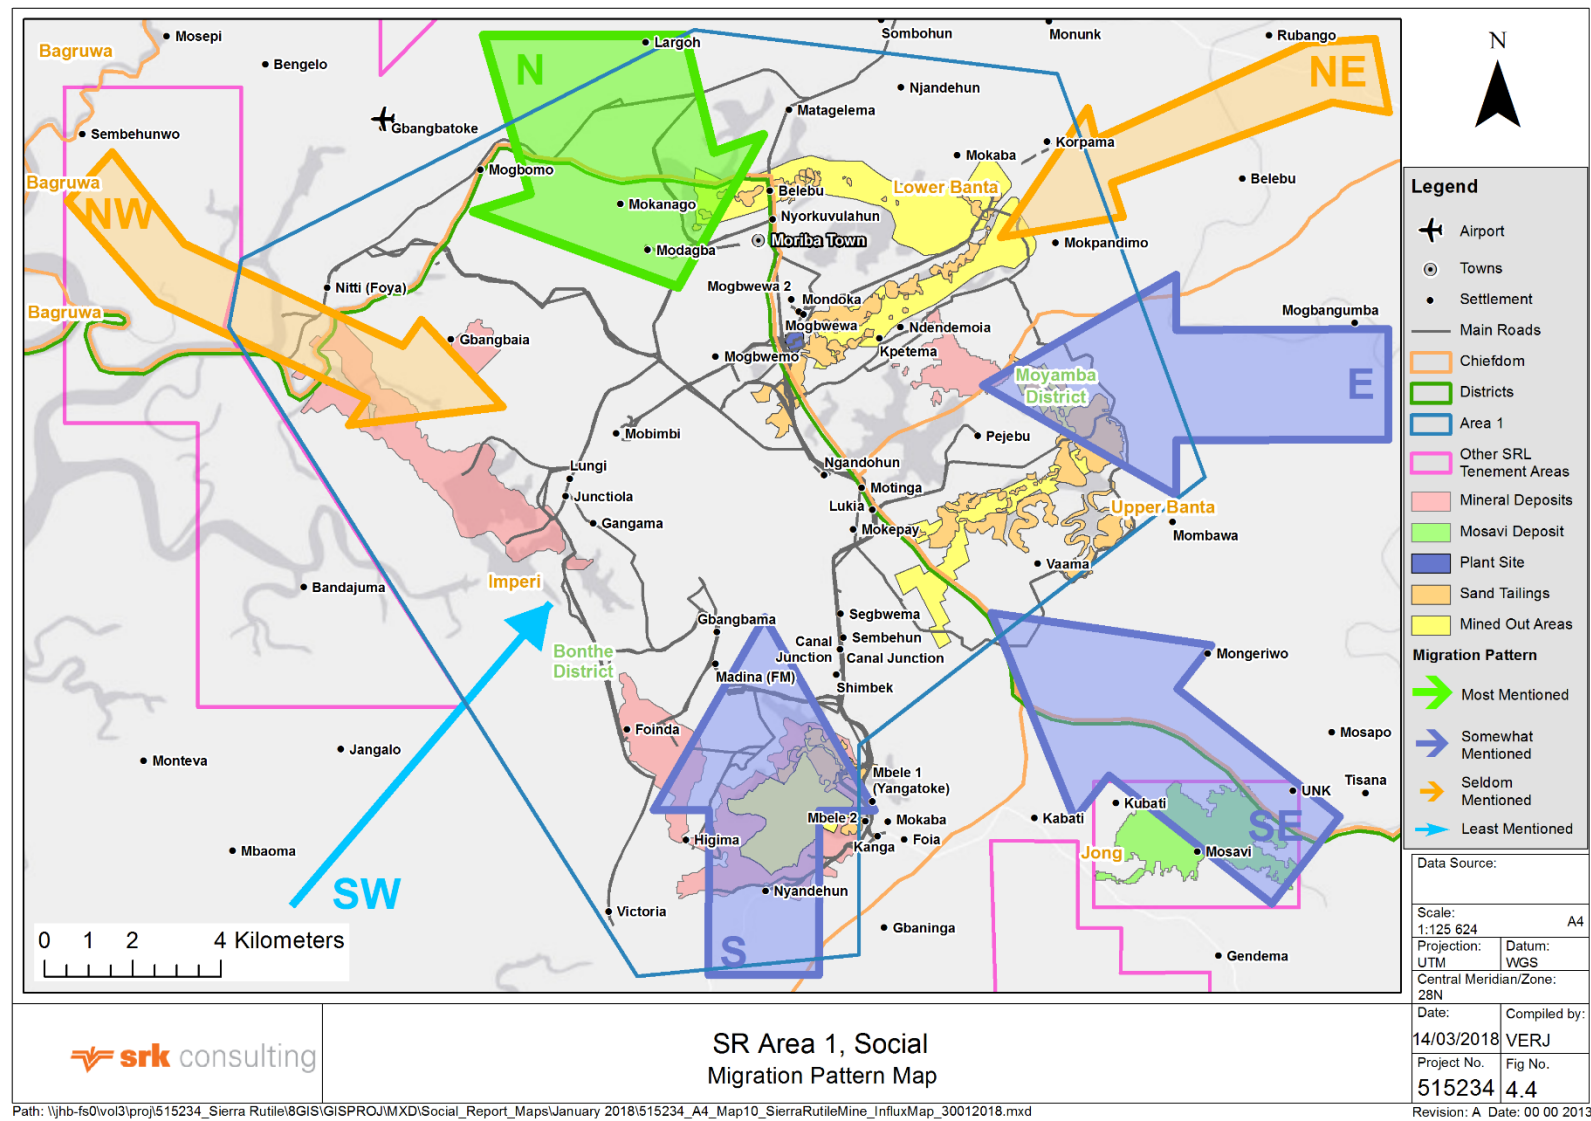 Bagruwa
Mosepi
Bengelo
Gbangbatoke
Sembehunwo
Bagruwa
NW
Bagruwa
Nitti (Foya)
Mogbomo
Gbangbaia
N
Largoh
Mokanago
Modagba
Sombohun
Monunk
Rubango
NE
Njandehun
Matagelema
Korpama
Mokaba
Belebu
Lower Banta
Belebu
Nyorkuvulahun
Moriba Town
Mokpandimo
Mogbwewa 2
Mondoka
Mogbwewa
Ndendemoia
Kpetema
Mogbwemo
Mogbangumba
Moyamba
District
E
Mobimbi
Pejebu
Lungi
Junctiola
Gangama
Ngandohun
Motinga
Lukia
Mokepay
Upper Banta
Mombawa
Vaama
Imperi
Bandajuma
Bonthe
District
Gbangbama
Segbwema
Sembehun
Canal
Junction
Canal Junction
Madina (FM)
Shimbek
Mongeriwo
Foinda
Jangalo
Monteva
Mosapo
Tisana
UNK
Mbele 1
(Yangatoke)
Mbele 2
Mokaba
Kanga
Foia
Kabati
Kubati
SE
Jong
Mosavi
Higima
Mbaoma
SW
Nyandehun
Victoria
S
Gbaninga
Gendema
0 1 2 4 Kilometers
N
Legend
Airport
Towns
Settlement
Main Roads
Chiefdom
Districts
Area 1
Other SRL
Tenement Areas
Mineral Deposits
Mosavi Deposit
Plant Site
Sand Tailings
Mined Out Areas
Migration Pattern
Most Mentioned
Somewhat
Mentioned
Seldom
Mentioned
Least Mentioned
Data Source:
Scale:
1:125 624 A4
Projection: Datum:
UTM WGS
Central Meridian/Zone:
28N
Date: Compiled by:
14/03/2018 VERJ
Project No. Fig No.
515234 4.4
srk consulting
SR Area 1, Social
Migration Pattern Map
Path: \\jhb-fs0\vol3\proj\515234_Sierra Rutile\8GIS\GISPROJ\MXD\Social_Report_Maps\January 2018\515234_A4_Map10_SierraRutileMine_InfluxMap_30012018.mxd
Revision: A Date: 00 00 2013